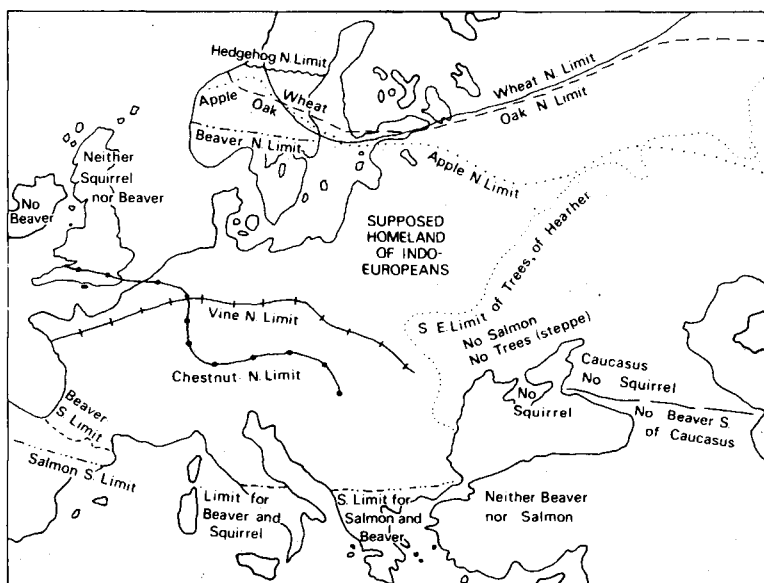 Hedgehog N. Limit
Apple
Oak
Wheat
Beaver N. Limit
Wheat N. Limit
Oak N. Limit
Apple N. Limit
Neither
Squirrel
nor Beaver
No
Beaver
SUPPOSED
HOMELAND
OF INDO-
EUROPEANS
S. E. Limit of Trees, of Heather
No Salmon
No Trees (steppe)
Vine N. Limit
Chestnut N. Limit
Caucasus
No Squirrel
No
Squirrel
No Beaver S.
of Caucasus
Beaver
S. Limit
Salmon S. Limit
Limit for
Beaver and
Squirrel
S. Limit for
Salmon and
Beaver
Neither Beaver
nor Salmon